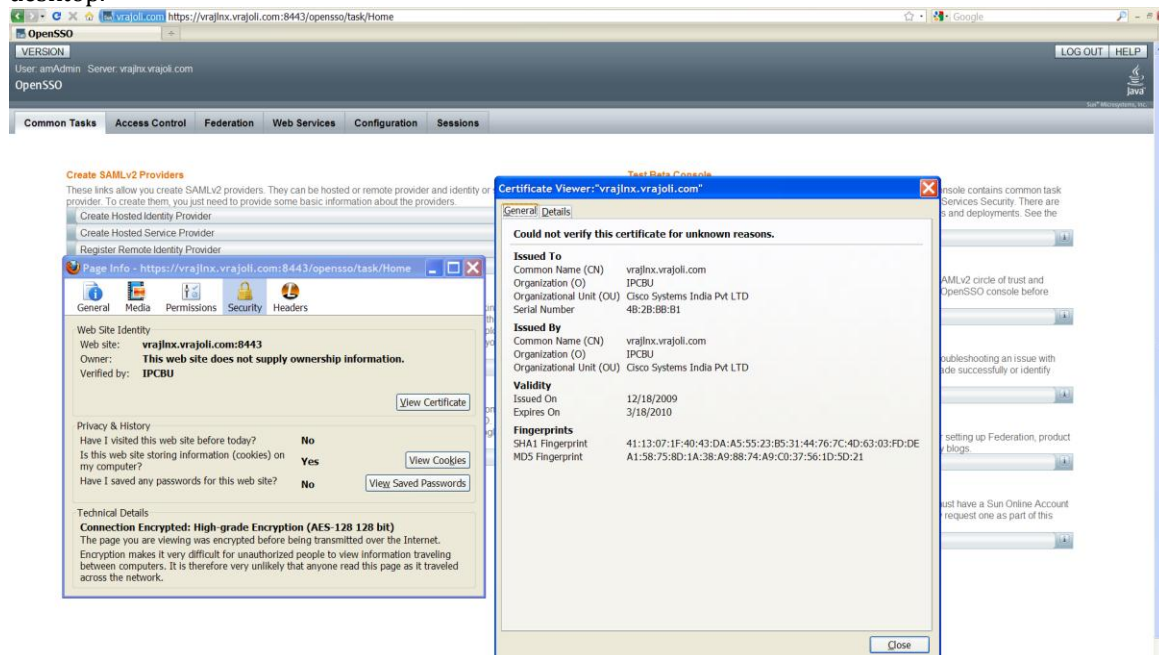 desktop.
vrajoli.com https://vrajlnx.vrajoli.com:8443/opensso/task/Home
Google
OpenSSO
VERSION
LOG OUT HELP
User: amAdmin Server: vrajlnx.vrajoli.com
OpenSSO
Java
Sun Microsystems, Inc.
Common Tasks Access Control Federation Web Services Configuration Sessions
Create SAMLv2 Providers
These links allow you create SAMLv2 providers. They can be hosted or remote provider and identity or
provider. To create them, you just need to provide some basic information about the providers.
Create Hosted Identity Provider
Create Hosted Service Provider
Register Remote Identity Provider
Test Beta Console
nsole contains common task
Services Security. There are
s and deployments. See the
AMLv2 circle of trust and
OpenSSO console before
oubleshooting an issue with
ade successfully or identify
r setting up Federation, product
y blogs.
ust have a Sun Online Account
request one as part of this
Page Info - https://vrajlnx.vrajoli.com:8443/opensso/task/Home
General Media Permissions Security Headers
Web Site Identity
Web site: vrajlnx.vrajoli.com:8443
Owner: This web site does not supply ownership information.
Verified by: IPCBU
View Certificate
Privacy & History
Have I visited this web site before today? No
Is this web site storing information (cookies) on
my computer? Yes View Cookies
Have I saved any passwords for this web site? No View Saved Passwords
Technical Details
Connection Encrypted: High-grade Encryption (AES-128 128 bit)
The page you are viewing was encrypted before being transmitted over the Internet.
Encryption makes it very difficult for unauthorized people to view information traveling
between computers. It is therefore very unlikely that anyone read this page as it traveled
across the network.
Certificate Viewer:"vrajlnx.vrajoli.com"
General Details
Could not verify this certificate for unknown reasons.
Issued To
Common Name (CN) vrajlnx.vrajoli.com
Organization (O) IPCBU
Organizational Unit (OU) Cisco Systems India Pvt LTD
Serial Number 4B:2B:BB:B1
Issued By
Common Name (CN) vrajlnx.vrajoli.com
Organization (O) IPCBU
Organizational Unit (OU) Cisco Systems India Pvt LTD
Validity
Issued On 12/18/2009
Expires On 3/18/2010
Fingerprints
SHA1 Fingerprint 41:13:07:1F:40:43:DA:A5:55:23:B5:31:44:76:7C:4D:63:03:FD:DE
MD5 Fingerprint A1:58:75:8D:1A:38:A9:88:74:A9:C0:37:56:1D:5D:21
Close